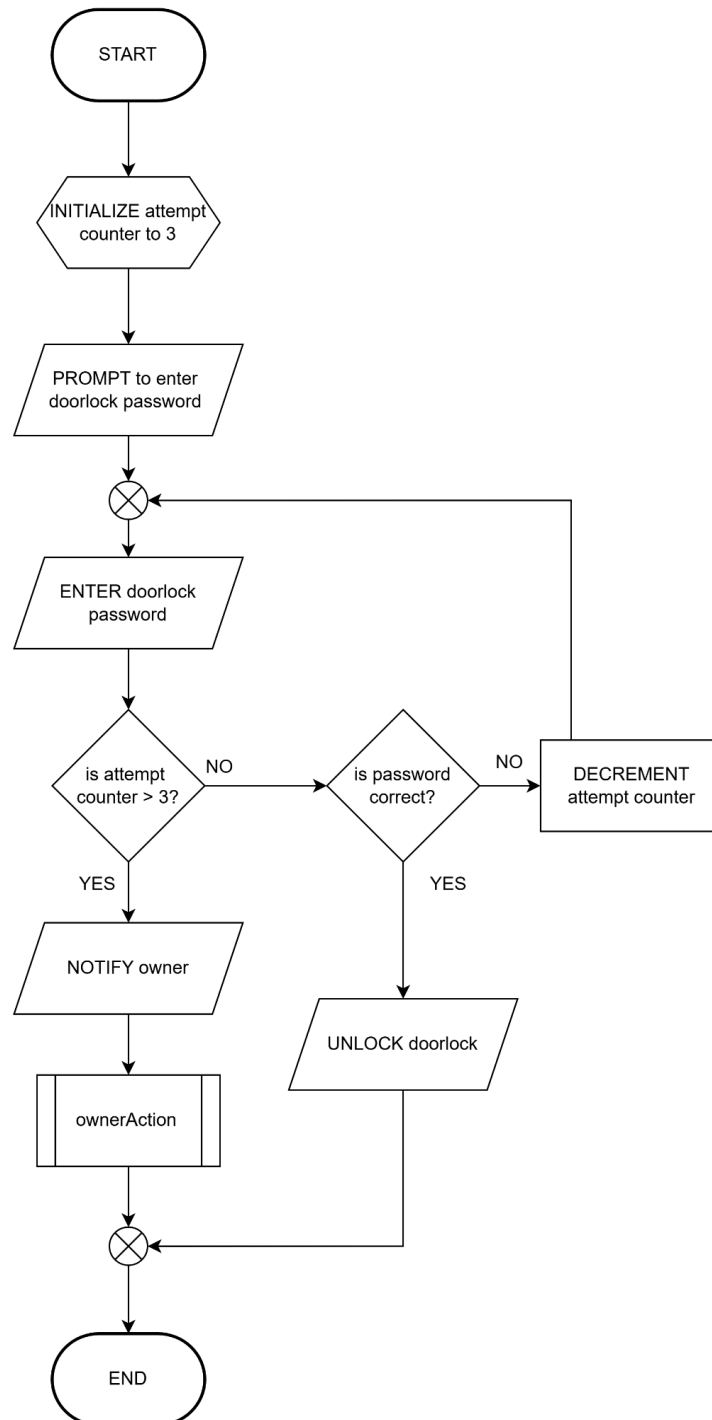 START
INITIALIZE attempt
counter to 3
PROMPT to enter
doorlock password
ENTER doorlock
password
is attempt
counter > 3?
NO
is password
correct?
NO
DECREMENT
attempt counter
YES
YES
NOTIFY owner
UNLOCK doorlock
ownerAction
END